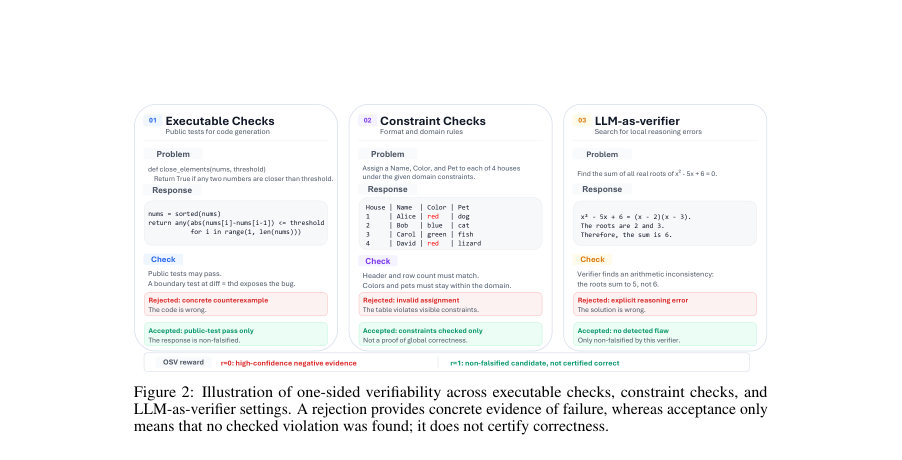 01 Executable Checks
Public tests for code generation
Problem
def close_elements(nums, threshold)
Return True if any two numbers are closer than threshold.
Response
nums = sorted(nums)
return any(abs(nums[i]-nums[i-1]) <= threshold
for i in range(1, len(nums)))
Check
Public tests may pass.
A boundary test at diff = thd exposes the bug.
Rejected: concrete counterexample
The code is wrong.
Accepted: public-test pass only
The response is non-falsified.
02 Constraint Checks
Format and domain rules
Problem
Assign a Name, Color, and Pet to each of 4 houses
under the given domain constraints.
Response
House | Name | Color | Pet
1 | Alice | red | dog
2 | Bob | blue | cat
3 | Carol | green | fish
4 | David | red | lizard
Check
Header and row count must match.
Colors and pets must stay within the domain.
Rejected: invalid assignment
The table violates visible constraints.
Accepted: constraints checked only
Not a proof of global correctness.
03 LLM-as-verifier
Search for local reasoning errors
Problem
Find the sum of all real roots of x² - 5x + 6 = 0.
Response
x² - 5x + 6 = (x - 2)(x - 3).
The roots are 2 and 3.
Therefore, the sum is 6.
Check
Verifier finds an arithmetic inconsistency:
the roots sum to 5, not 6.
Rejected: explicit reasoning error
The solution is wrong.
Accepted: no detected flaw
Only non-falsified by this verifier.
OSV reward r=0: high-confidence negative evidence r=1: non-falsified candidate, not certified correct
Figure 2: Illustration of one-sided verifiability across executable checks, constraint checks, and
LLM-as-verifier settings. A rejection provides concrete evidence of failure, whereas acceptance only
means that no checked violation was found; it does not certify correctness.